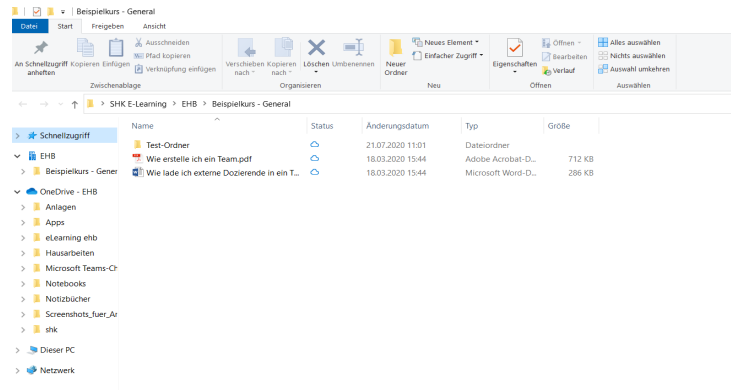 Beispielkurs - General
Datei Start Freigeben Ansicht
An Schnellzugriff anheften
Kopieren
Einfügen
Ausschneiden
Pfad kopieren
Verknüpfung einfügen
Zwischenablage
Verschieben nach
Kopieren nach
Löschen
Umbenennen
Organisieren
Neuer Ordner
Neues Element
Einfacher Zugriff
Neu
Eigenschaften
Öffnen
Bearbeiten
Verlauf
Öffnen
Alles auswählen
Nichts auswählen
Auswahl umkehren
Auswählen
SHK E-Learning > EHB > Beispielkurs - General
Schnellzugriff
EHB
Beispielkurs - Gener
OneDrive - EHB
Anlagen
Apps
eLearning ehb
Hausarbeiten
Microsoft Teams-Ch
Notebooks
Notizbücher
Screenshots_fuer_Ar
shk
Dieser PC
Netzwerk
Name Status Änderungsdatum Typ Größe
Test-Ordner 21.07.2020 11:01 Dateiordner
Wie erstelle ich ein Team.pdf 18.03.2020 15:44 Adobe Acrobat-D... 712 KB
Wie lade ich externe Dozierende in ein T... 18.03.2020 15:44 Microsoft Word-D... 286 KB